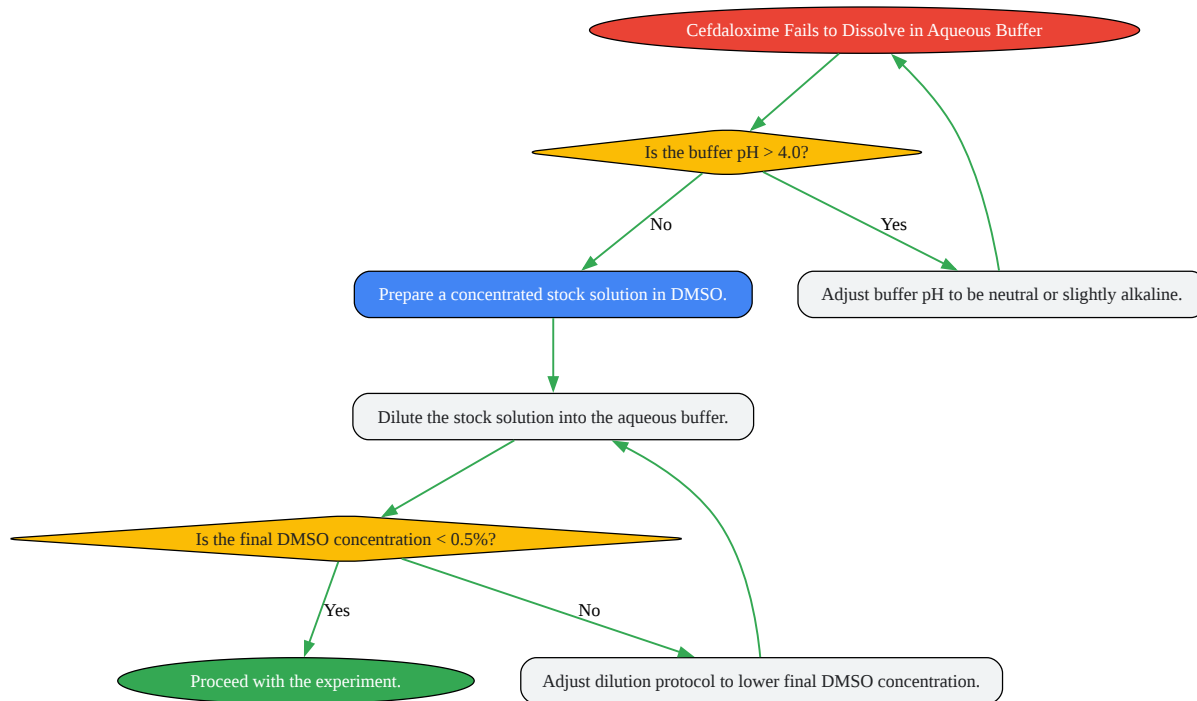 Cefdaloxime Fails to Dissolve in Aqueous Buffer
Is the buffer pH > 4.0?
No
Yes
Prepare a concentrated stock solution in DMSO.
Adjust buffer pH to be neutral or slightly alkaline.
Dilute the stock solution into the aqueous buffer.
Is the final DMSO concentration < 0.5%?
Yes
No
Proceed with the experiment.
Adjust dilution protocol to lower final DMSO concentration.